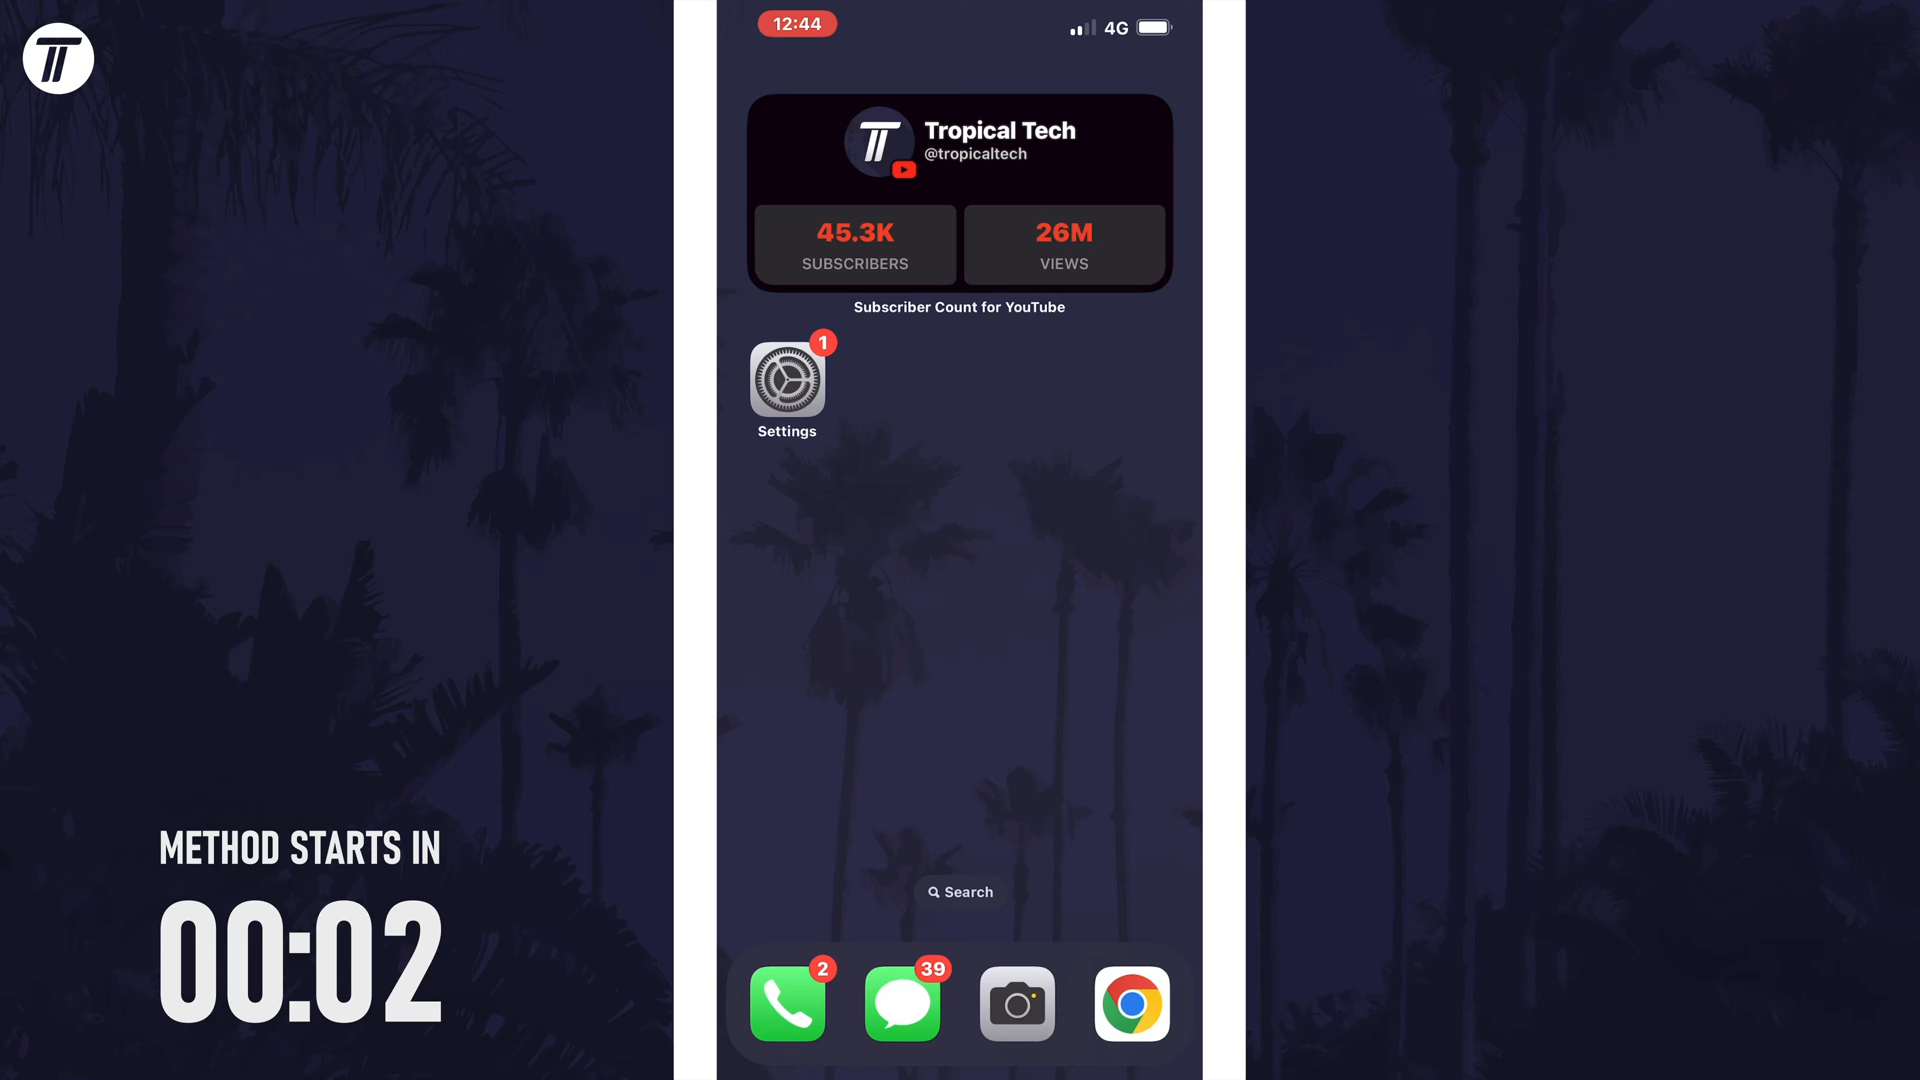 12:44
4G
Tropical Tech
@tropicaltech
45.3K
SUBSCRIBERS
26M
VIEWS
Subscriber Count for YouTube
1
Settings
METHOD STARTS IN
00:02
Search
2
39